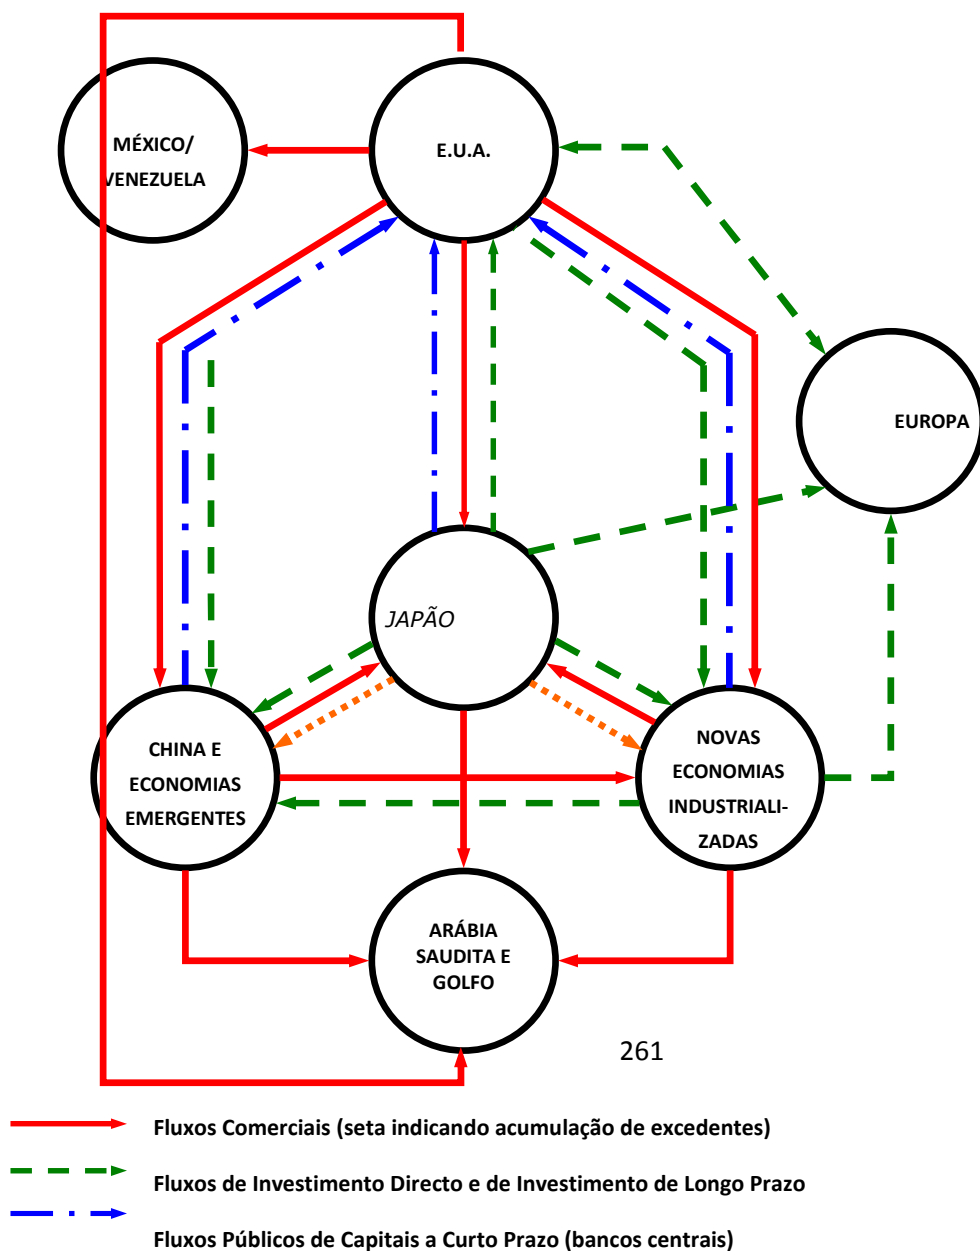 MÉXICO/
VENEZUELA
E.U.A.
EUROPA
JAPÃO
CHINA E
ECONOMIAS
EMERGENTES
NOVAS
ECONOMIAS
INDUSTRIALI-
ZADAS
ARÁBIA
SAUDITA E
GOLFO
261
Fluxos Comerciais (seta indicando acumulação de excedentes)
Fluxos de Investimento Directo e de Investimento de Longo Prazo
Fluxos Públicos de Capitais a Curto Prazo (bancos centrais)